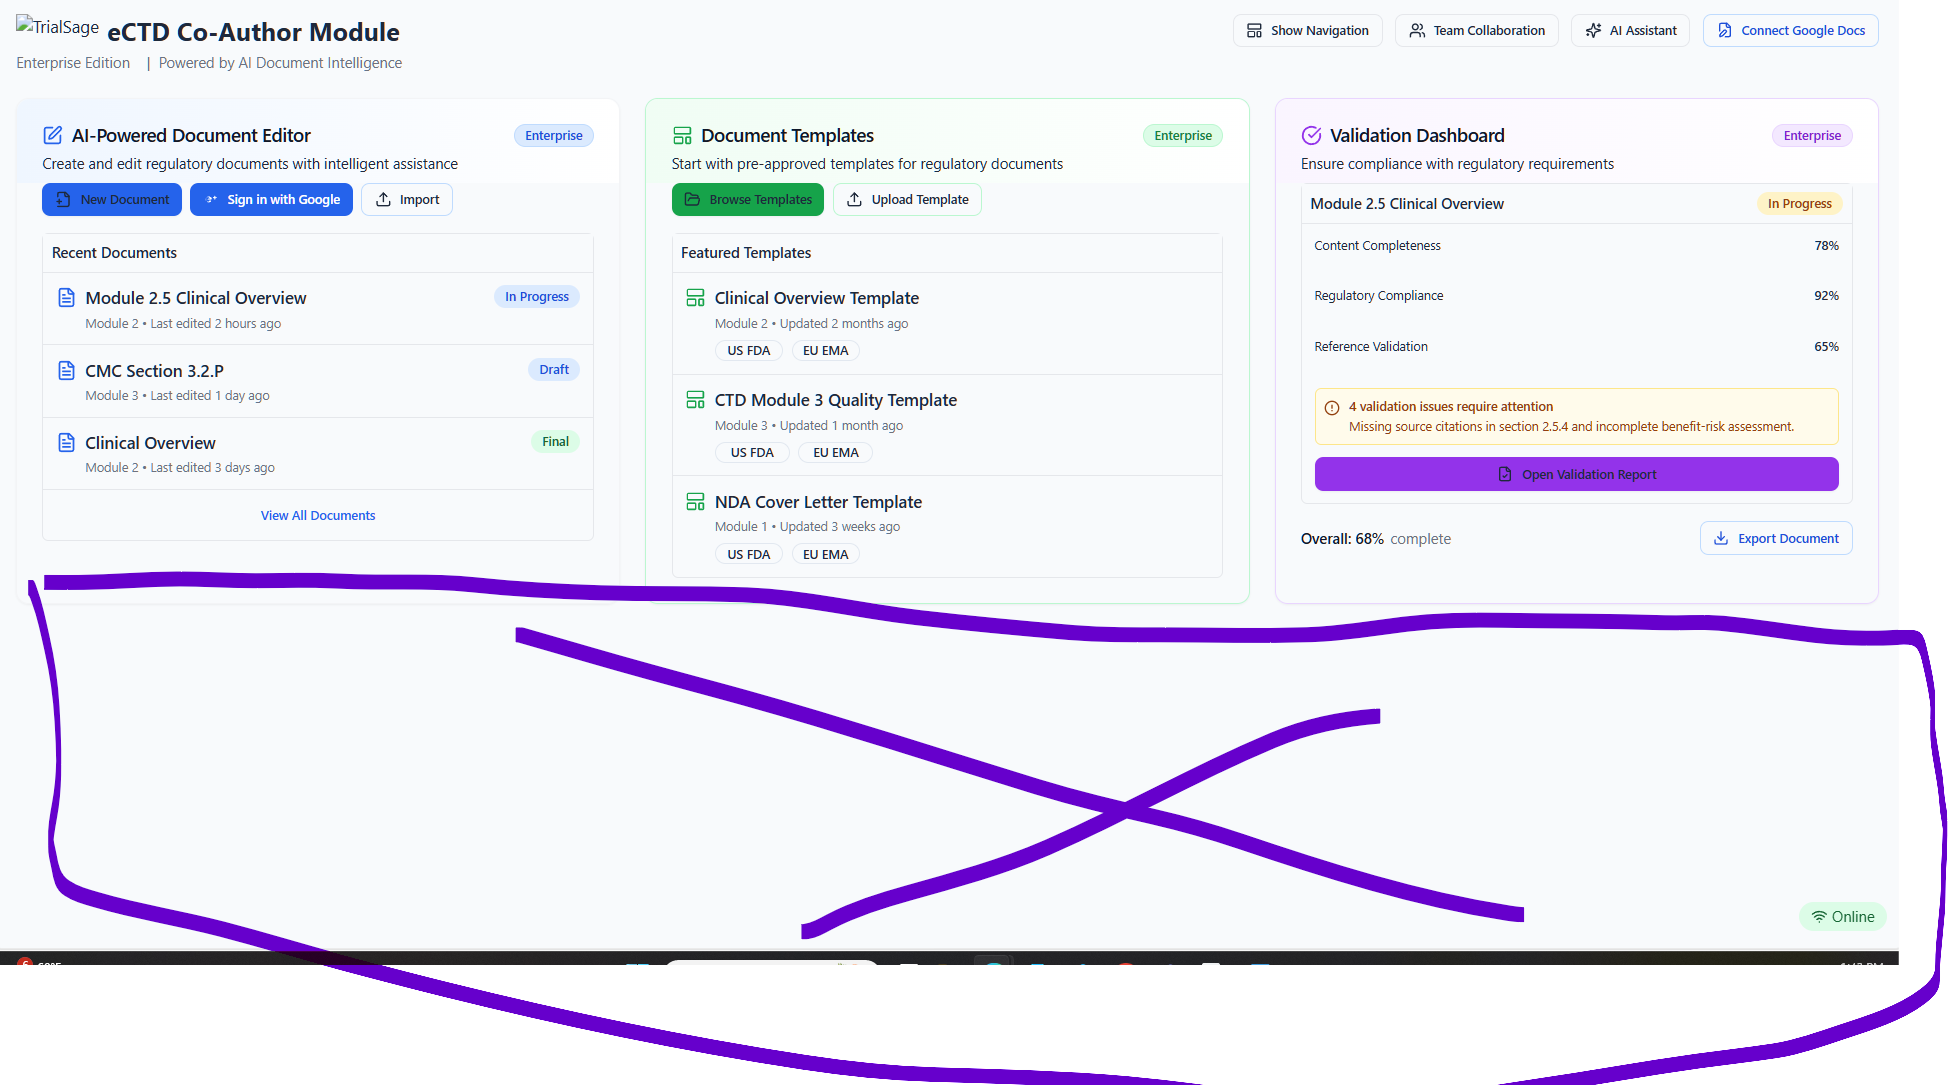 TrialSage eCTD Co-Author Module
Enterprise Edition | Powered by AI Document Intelligence
Show Navigation
Team Collaboration
AI Assistant
Connect Google Docs
AI-Powered Document Editor
Enterprise
Create and edit regulatory documents with intelligent assistance
New Document
Sign in with Google
Import
Recent Documents
Module 2.5 Clinical Overview
In Progress
Module 2 • Last edited 2 hours ago
CMC Section 3.2.P
Draft
Module 3 • Last edited 1 day ago
Clinical Overview
Final
Module 2 • Last edited 3 days ago
View All Documents
Document Templates
Enterprise
Start with pre-approved templates for regulatory documents
Browse Templates
Upload Template
Featured Templates
Clinical Overview Template
Module 2 • Updated 2 months ago
US FDA
EU EMA
CTD Module 3 Quality Template
Module 3 • Updated 1 month ago
US FDA
EU EMA
NDA Cover Letter Template
Module 1 • Updated 3 weeks ago
US FDA
EU EMA
Validation Dashboard
Enterprise
Ensure compliance with regulatory requirements
Module 2.5 Clinical Overview
In Progress
Content Completeness 78%
Regulatory Compliance 92%
Reference Validation 65%
4 validation issues require attention
Missing source citations in section 2.5.4 and incomplete benefit-risk assessment.
Open Validation Report
Overall: 68% complete
Export Document
Online